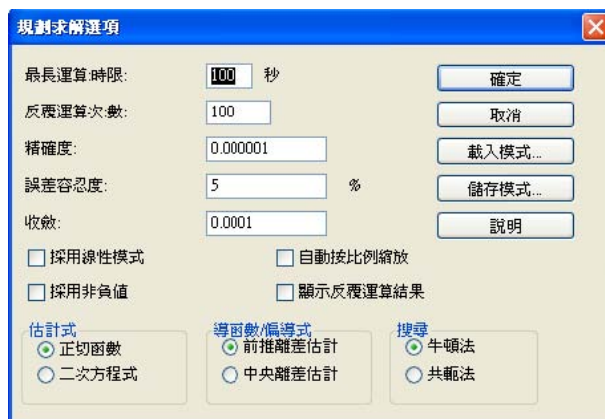 規劃求解選項
最長運算時限: 100 秒 確定
反覆運算次數: 100 取消
精確度: 0.000001 載入模式...
誤差容忍度: 5 % 儲存模式...
收斂: 0.0001 說明
採用線性模式 自動按比例縮放
採用非負值 顯示反覆運算結果
估計式 導函數/偏導式 搜尋
正切函數 前推離差估計 牛頓法
二次方程式 中央離差估計 共軛法